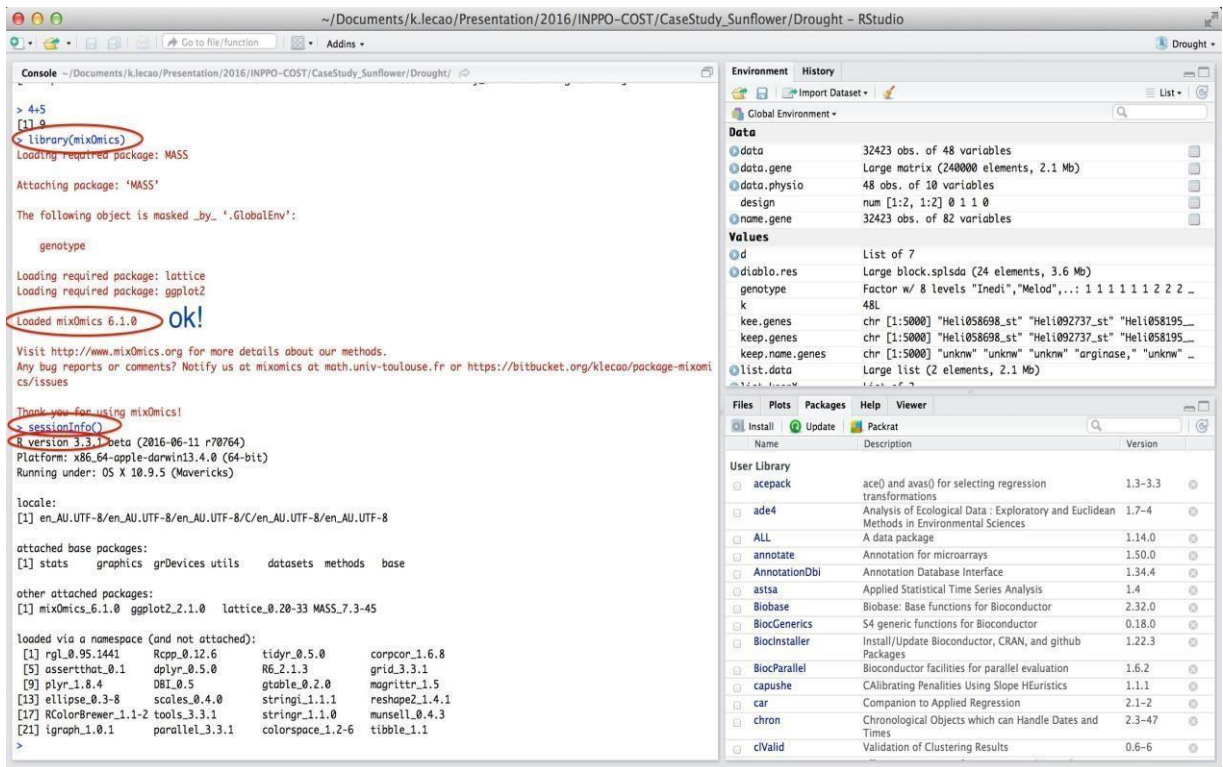 ~/Documents/k.lecao/Presentation/2016/INPPO-COST/CaseStudy_Sunflower/Drought - RStudio
Go to file/function
Addins
Drought
Console ~/Documents/k.lecao/Presentation/2016/INPPO-COST/CaseStudy_Sunflower/Drought/
> 4+5
[1] 9
> library(mixOmics)
Loading required package: MASS
Attaching package: ‘MASS’
The following object is masked _by_ ‘.GlobalEnv’:
genotype
Loading required package: lattice
Loading required package: ggplot2
Loaded mixOmics 6.1.0
ok!
Visit http://www.mixOmics.org for more details about our methods.
Any bug reports or comments? Notify us at mixomics at math.univ-toulouse.fr or https://bitbucket.org/klecao/package-mixomi
cs/issues
Thank you for using mixOmics!
> sessionInfo()
R version 3.3.1 beta (2016-06-11 r70764)
Platform: x86_64-apple-darwin13.4.0 (64-bit)
Running under: OS X 10.9.5 (Mavericks)
locale:
[1] en_AU.UTF-8/en_AU.UTF-8/en_AU.UTF-8/C/en_AU.UTF-8/en_AU.UTF-8
attached base packages:
[1] stats graphics grDevices utils datasets methods base
other attached packages:
[1] mixOmics_6.1.0 ggplot2_2.1.0 lattice_0.20-33 MASS_7.3-45
loaded via a namespace (and not attached):
[1] rgl_0.95.1441 Rcpp_0.12.6 tidyr_0.5.0 corpcor_1.6.8
[5] assertthat_0.1 dplyr_0.5.0 R6_2.1.3 grid_3.3.1
[9] plyr_1.8.4 DBI_0.5 gtable_0.2.0 magrittr_1.5
[13] ellipse_0.3-8 scales_0.4.0 stringi_1.1.1 reshape2_1.4.1
[17] RColorBrewer_1.1-2 tools_3.3.1 stringr_1.1.0 munsell_0.4.3
[21] igraph_1.0.1 parallel_3.3.1 colorspace_1.2-6 tibble_1.1
>
Environment History
Import Dataset
List
Global Environment
Data
data 32423 obs. of 48 variables
data.gene Large matrix (240000 elements, 2.1 Mb)
data.physio 48 obs. of 10 variables
design num [1:2, 1:2] 0 1 1 0
name.gene 32423 obs. of 82 variables
Values
d List of 7
diablo.res Large block.splsda (24 elements, 3.6 Mb)
genotype Factor w/ 8 levels "Inedi","Melod",..: 1 1 1 1 1 1 2 2 2 …
k 48L
kee.genes chr [1:5000] "Heli058698_st" "Heli092737_st" "Heli058195_…
keep.genes chr [1:5000] "Heli058698_st" "Heli092737_st" "Heli058195_…
keep.name.genes chr [1:5000] "unknw" "unknw" "unknw" "arginase," "unknw" …
list.data Large list (2 elements, 2.1 Mb)
Files Plots Packages Help Viewer
Install Update Packrat
Name Description Version
User Library
acepack ace() and avas() for selecting regression transformations 1.3-3.3
ade4 Analysis of Ecological Data : Exploratory and Euclidean Methods in Environmental Sciences 1.7-4
ALL A data package 1.14.0
annotate Annotation for microarrays 1.50.0
AnnotationDbi Annotation Database Interface 1.34.4
astsa Applied Statistical Time Series Analysis 1.4
Biobase Biobase: Base functions for Bioconductor 2.32.0
BiocGenerics S4 generic functions for Bioconductor 0.18.0
BiocInstaller Install/Update Bioconductor, CRAN, and github Packages 1.22.3
BiocParallel Bioconductor facilities for parallel evaluation 1.6.2
capushe CAlibrating Penalities Using Slope HEuristics 1.1.1
car Companion to Applied Regression 2.1-2
chron Chronological Objects which can Handle Dates and Times 2.3-47
clValid Validation of Clustering Results 0.6-6